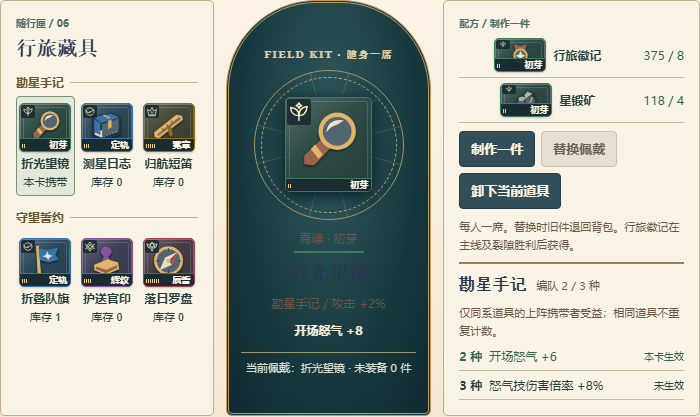 随行匣 / 06
行旅藏具
勘星手记
初芽
定轨
冕章
折光望镜
测星日志
归航短笛
本卡携带
库存 0
库存 0
守望誓约
定轨
辉纹
辰誓
折叠队旗
护送官印
落日罗盘
库存 1
库存 0
库存 0
FIELD KIT · 随身一席
初芽
青绿 · 初芽
折光望镜
勘星手记 / 攻击 +2%
开场怒气 +8
当前佩戴：折光望镜 · 未装备 0 件
配方 / 制作一件
初芽
行旅徽记
375 / 8
初芽
星锻矿
118 / 4
制作一件
替换佩戴
卸下当前道具
每人一席。替换时旧件退回背包。行旅徽记在
主线及裂隙胜利后获得。
勘星手记
编队 2 / 3 种
仅同系道具的上阵携带者受益；相同道具不重
复计数。
2 种 开场怒气 +6
本卡生效
3 种 怒气技伤害倍率 +8%
未生效